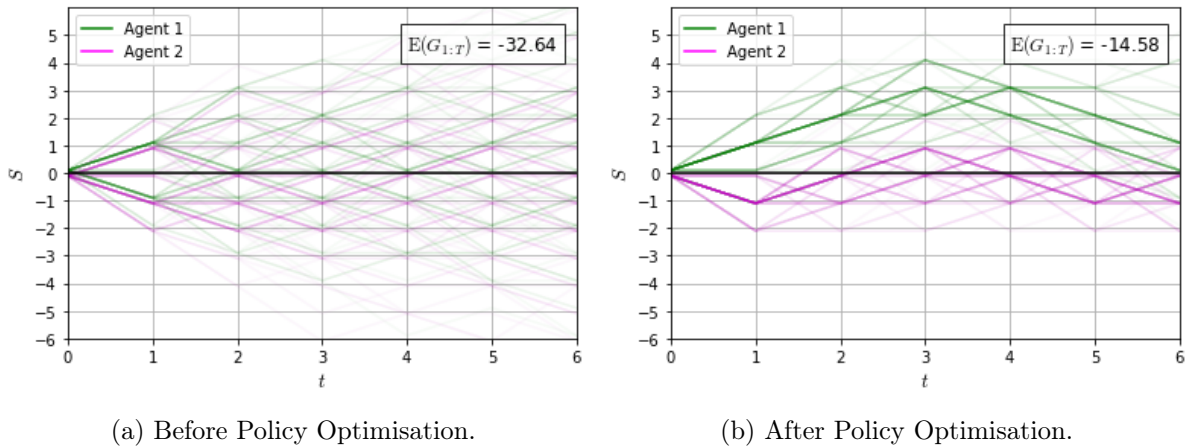 Agent 1
Agent 2
𝔼(G₁:T) = -32.64
5
4
3
2
1
0
−1
−2
−3
−4
−5
−6
S
0 1 2 3 4 5 6
t
(a) Before Policy Optimisation.
Agent 1
Agent 2
𝔼(G₁:T) = -14.58
5
4
3
2
1
0
−1
−2
−3
−4
−5
−6
S
0 1 2 3 4 5 6
t
(b) After Policy Optimisation.